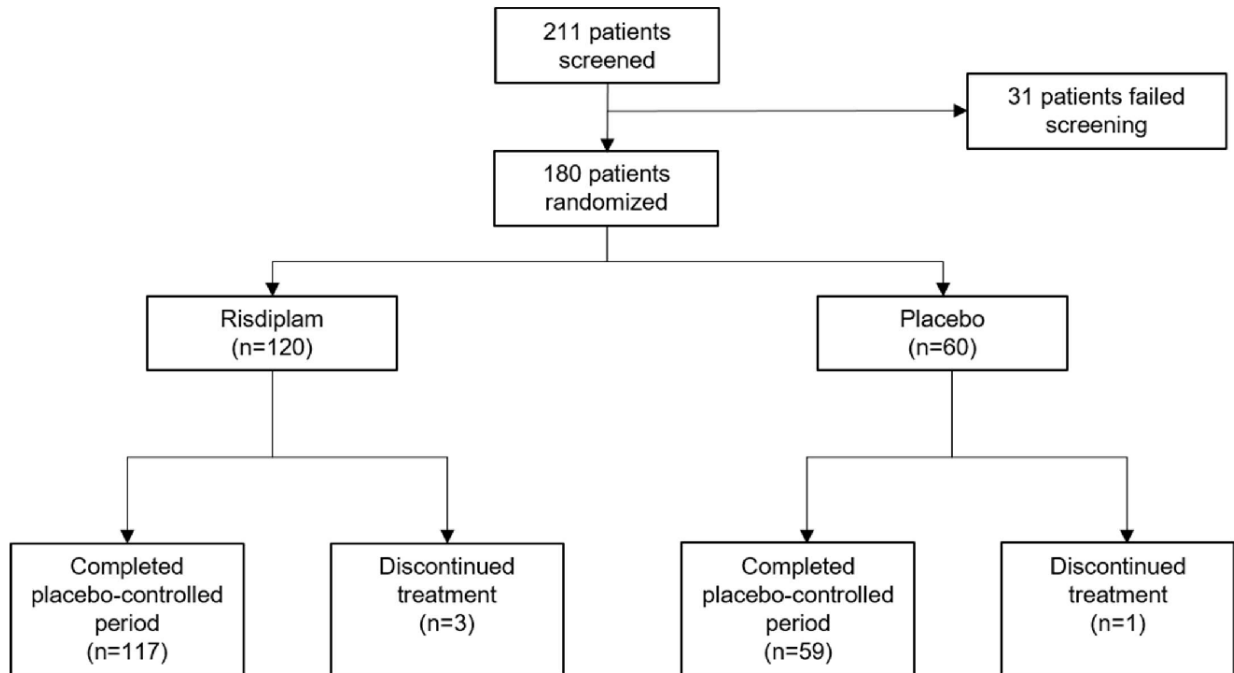 211 patients
screened
31 patients failed
screening
180 patients
randomized
Risdiplam
(n=120)
Placebo
(n=60)
Completed
placebo-controlled
period
(n=117)
Discontinued
treatment
(n=3)
Completed
placebo-controlled
period
(n=59)
Discontinued
treatment
(n=1)